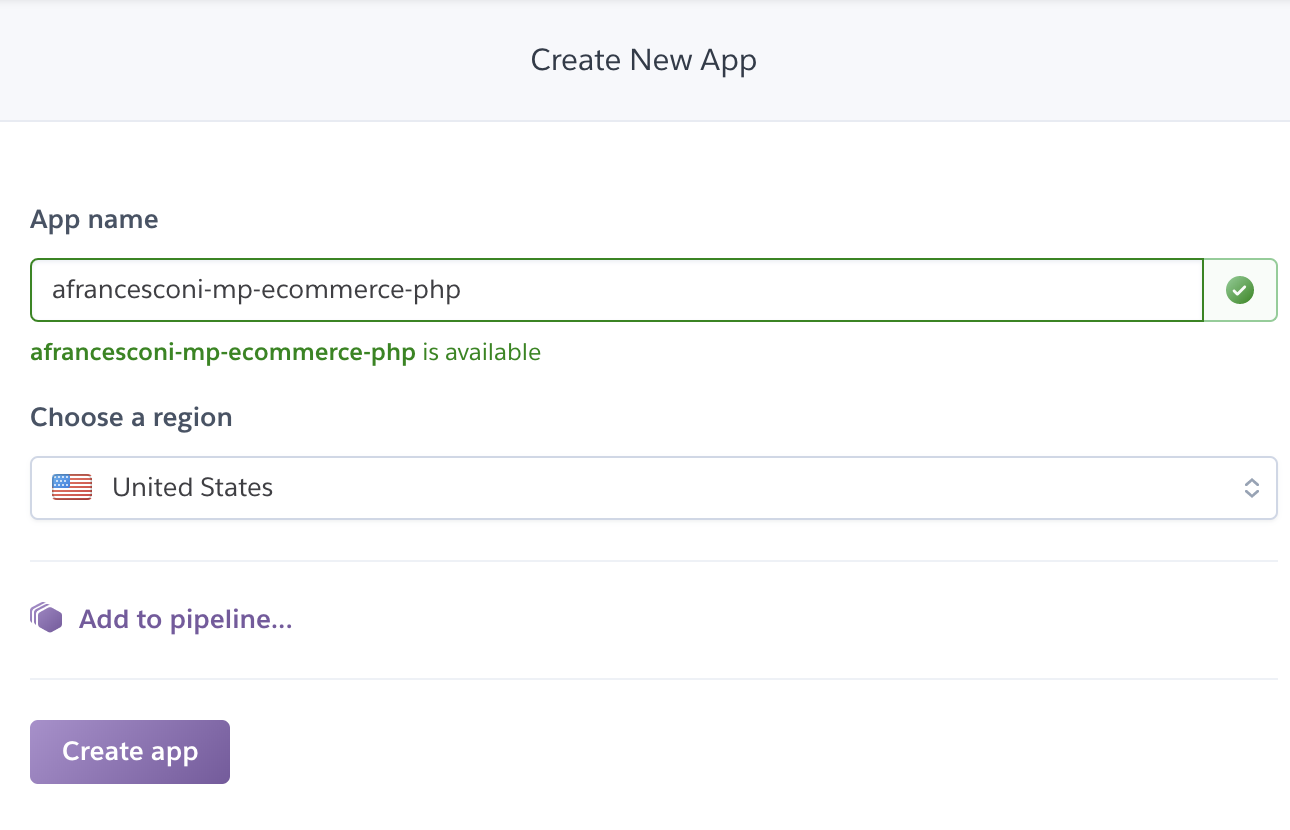 Create New App
App name
afrancesconi-mp-ecommerce-php
afrancesconi-mp-ecommerce-php is available
Choose a region
United States
Add to pipeline...
Create app